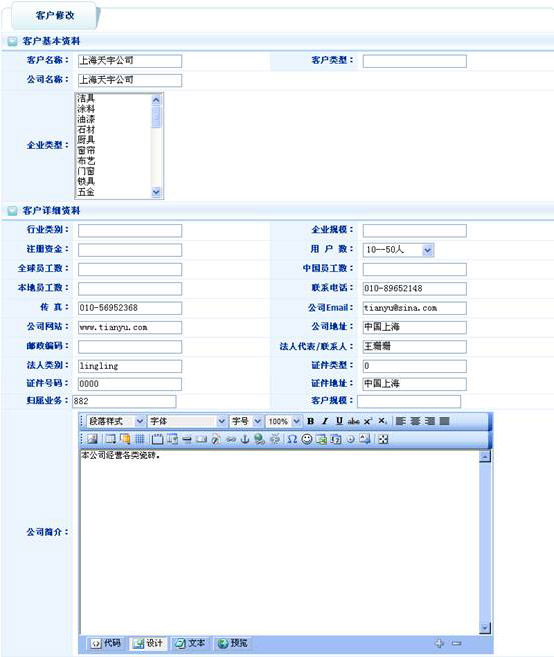 客户修改
客户基本资料
客户名称： 上海天宇公司 客户类型：
公司名称： 上海天宇公司
企业类型：
洁具
涂料
油漆
石材
厨具
窗帘
布艺
门窗
锁具
五金
客户详细资料
行业类别： 企业规模：
注册资金： 用 户 数： 10--50人
全球员工数： 中国员工数：
本地员工数： 联系电话： 010-89652148
传 真： 010-56952368 公司Email： tianyu@sina.com
公司网站： www.tianyu.com 公司地址： 中国上海
邮政编码： 法人代表/联系人： 王珊珊
法人类别： lingling 证件类型： 0
证件号码： 0000 证件地址： 中国上海
归属业务： 882 客户规模：
段落样式 字体 字号 100% B I U abc x² x₂
本公司经营各类瓷砖。
公司简介：
代码 设计 文本 预览